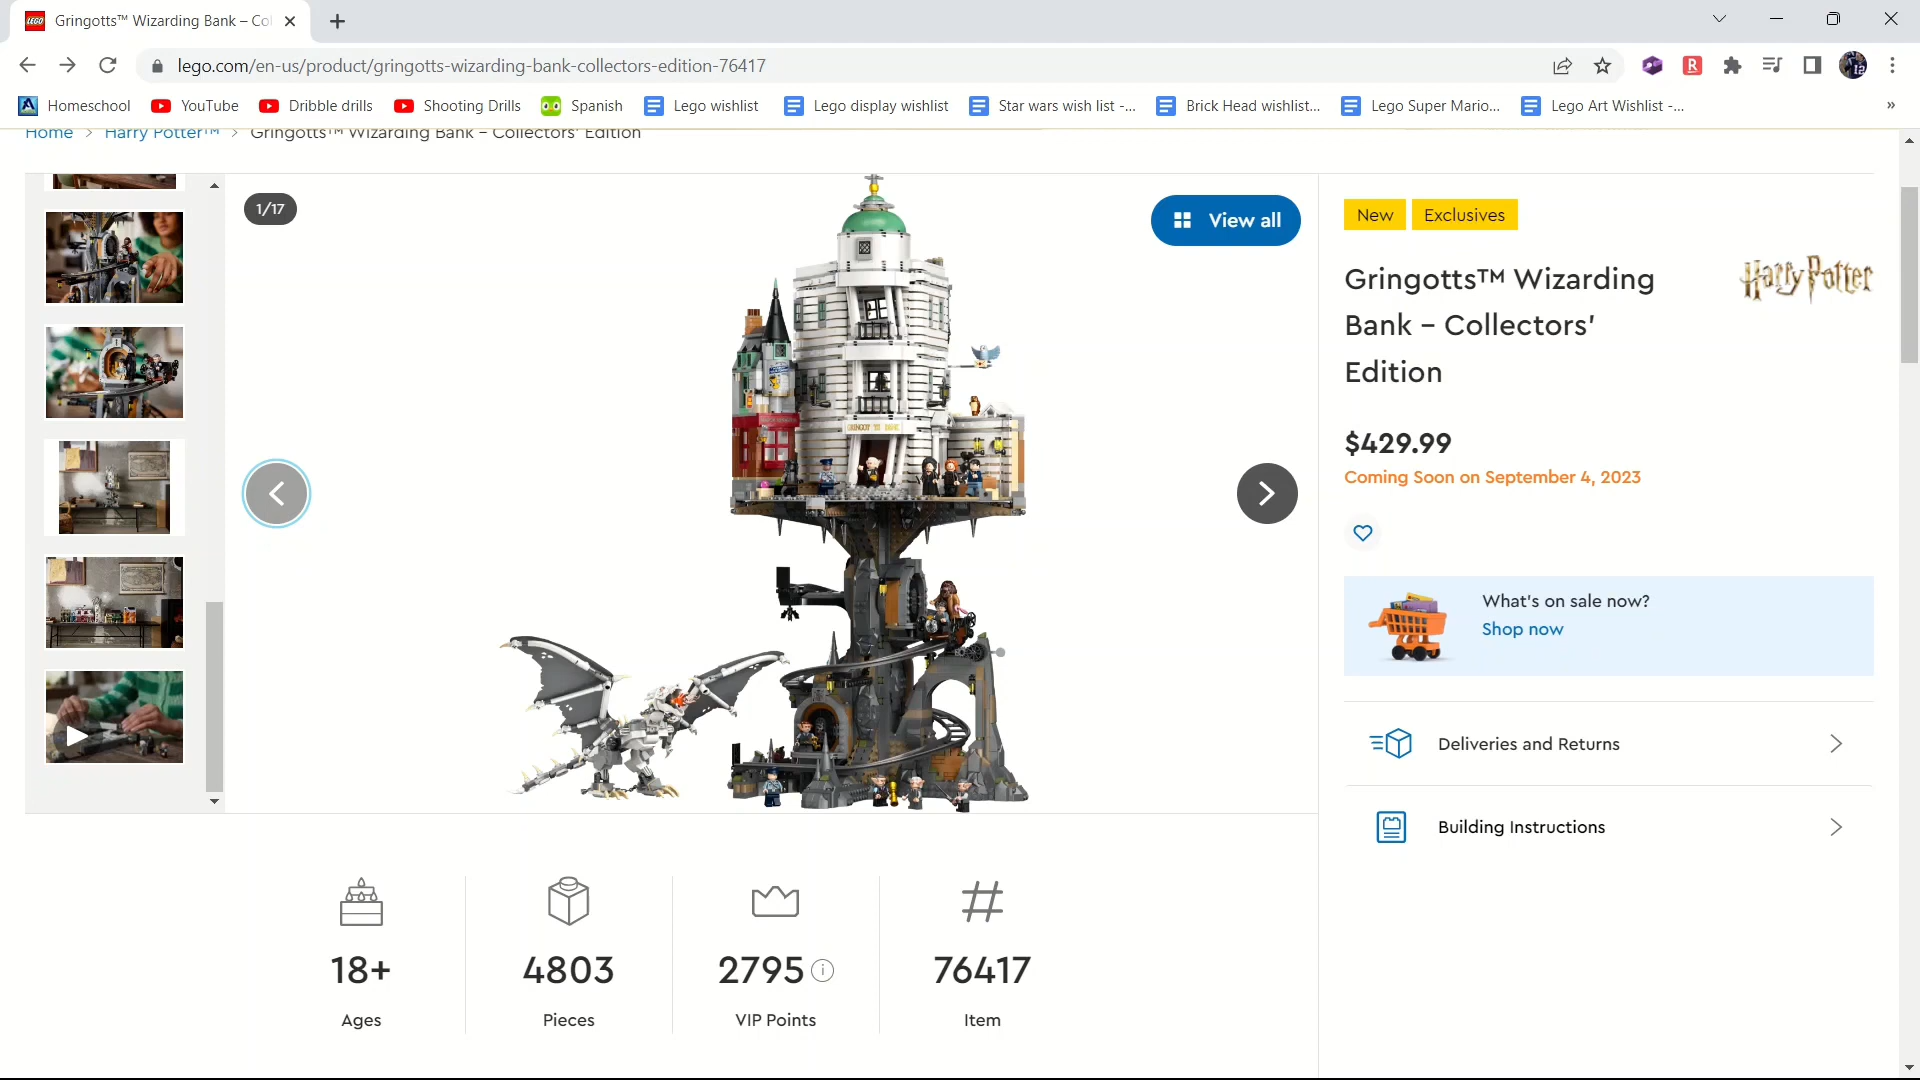 LEGO
Gringotts™ Wizarding Bank – Co
lego.com/en-us/product/gringotts-wizarding-bank-collectors-edition-76417
Homeschool
YouTube
Dribble drills
Shooting Drills
Spanish
Lego wishlist
Lego display wishlist
Star wars wish list -...
Brick Head wishlist...
Lego Super Mario...
Lego Art Wishlist -...
»
Home > Harry Potter™ > Gringotts™ Wizarding Bank – Collectors' Edition
1/17
View all
New
Exclusives
Gringotts™ Wizarding
Bank – Collectors'
Edition
Harry Potter
$429.99
Coming Soon on September 4, 2023
What's on sale now?
Shop now
Deliveries and Returns
Building Instructions
18+
Ages
4803
Pieces
2795
VIP Points
#
76417
Item